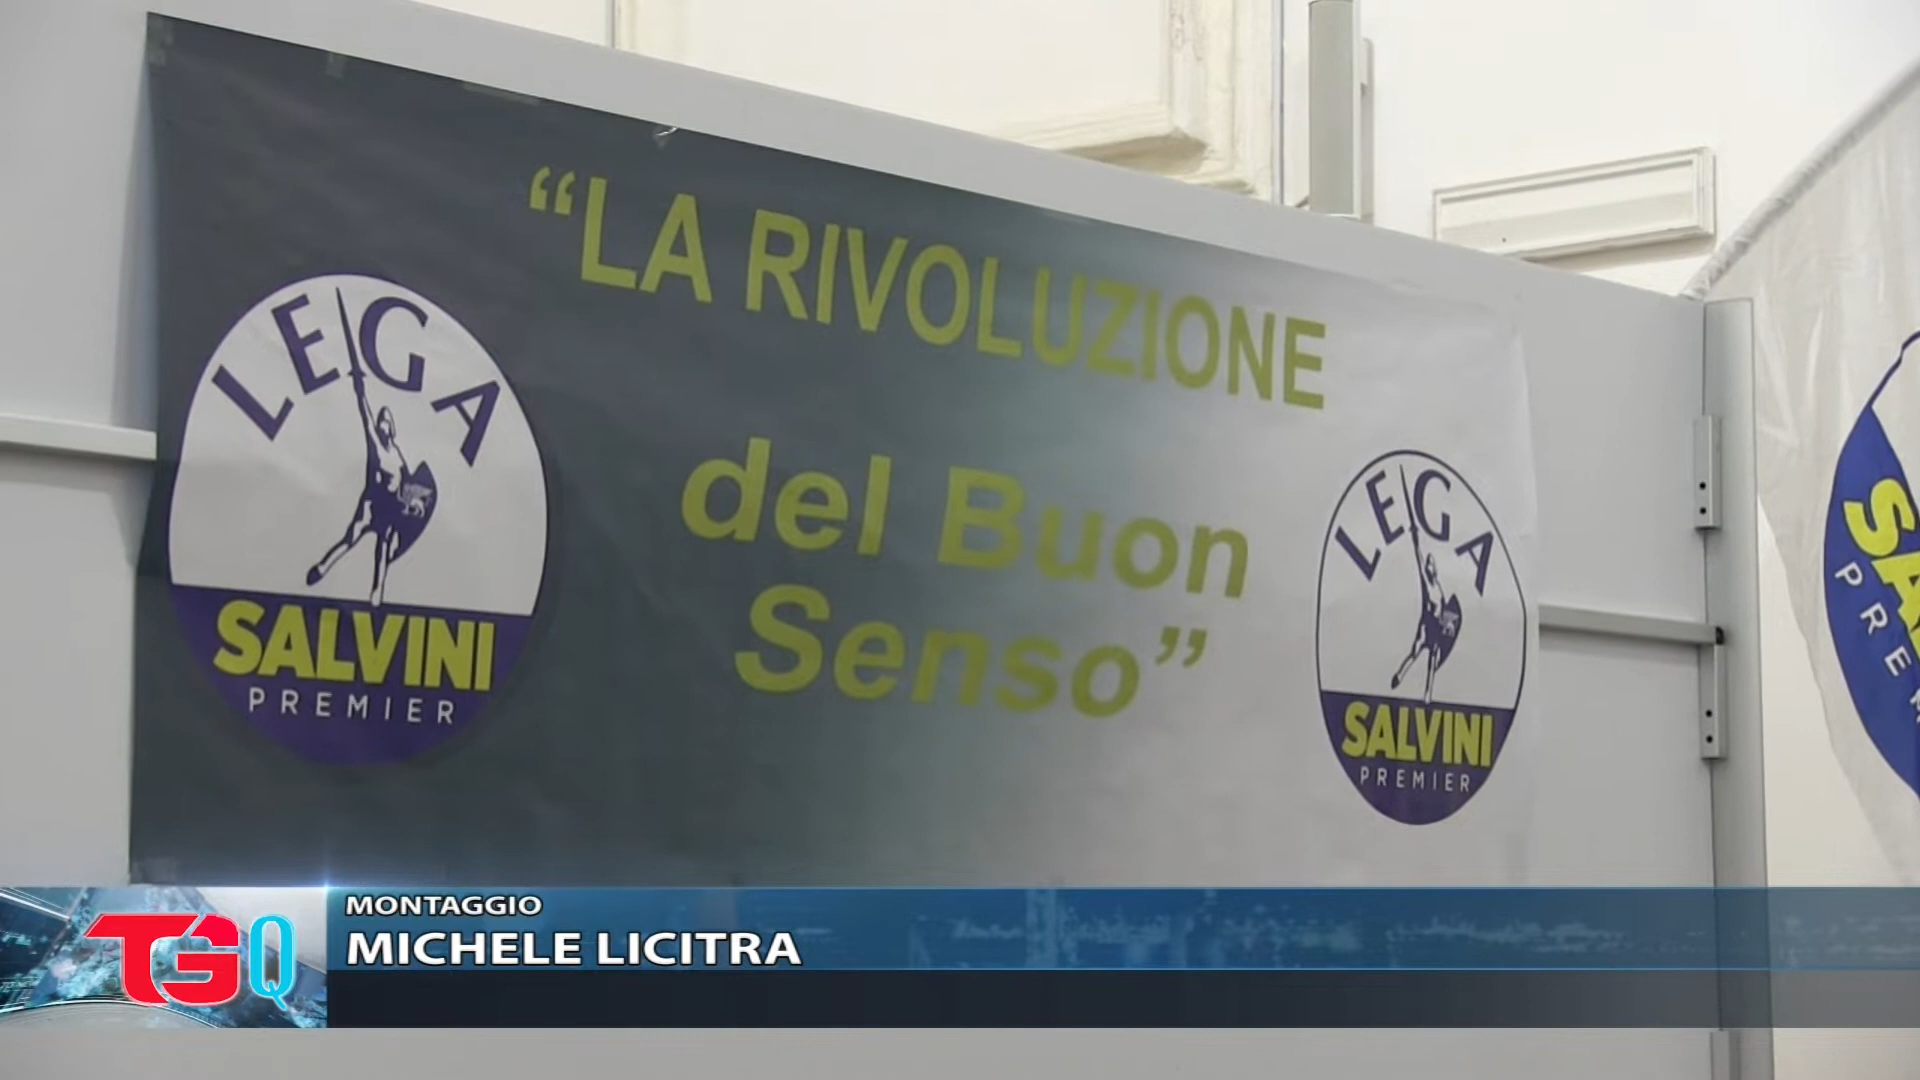 “LA RIVOLUZIONE
del Buon
Senso”
LEGA
SALVINI
PREMIER
LEGA
SALVINI
PREMIER
MONTAGGIO
MICHELE LICITRA
TGQ